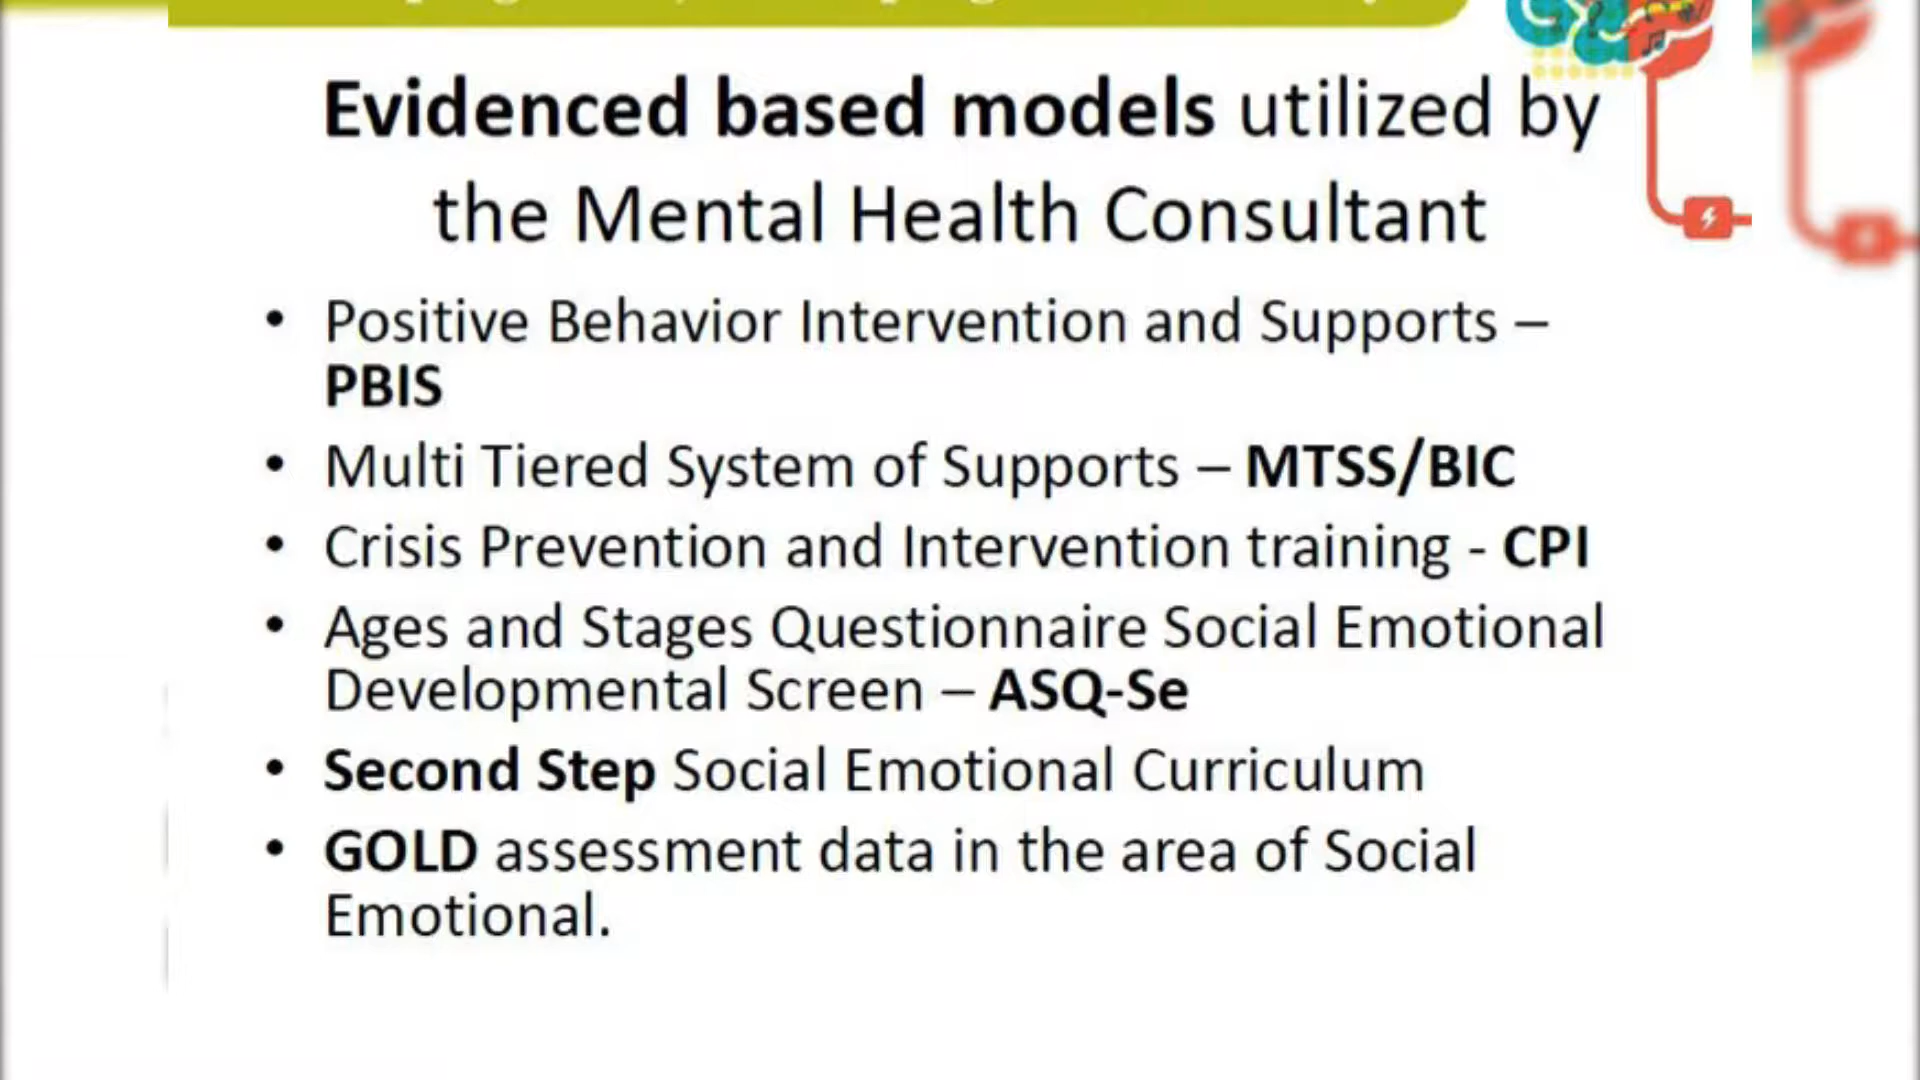 Evidenced based models utilized by
the Mental Health Consultant
• Positive Behavior Intervention and Supports –
PBIS
• Multi Tiered System of Supports – MTSS/BIC
• Crisis Prevention and Intervention training - CPI
• Ages and Stages Questionnaire Social Emotional
Developmental Screen – ASQ-Se
• Second Step Social Emotional Curriculum
• GOLD assessment data in the area of Social
Emotional.